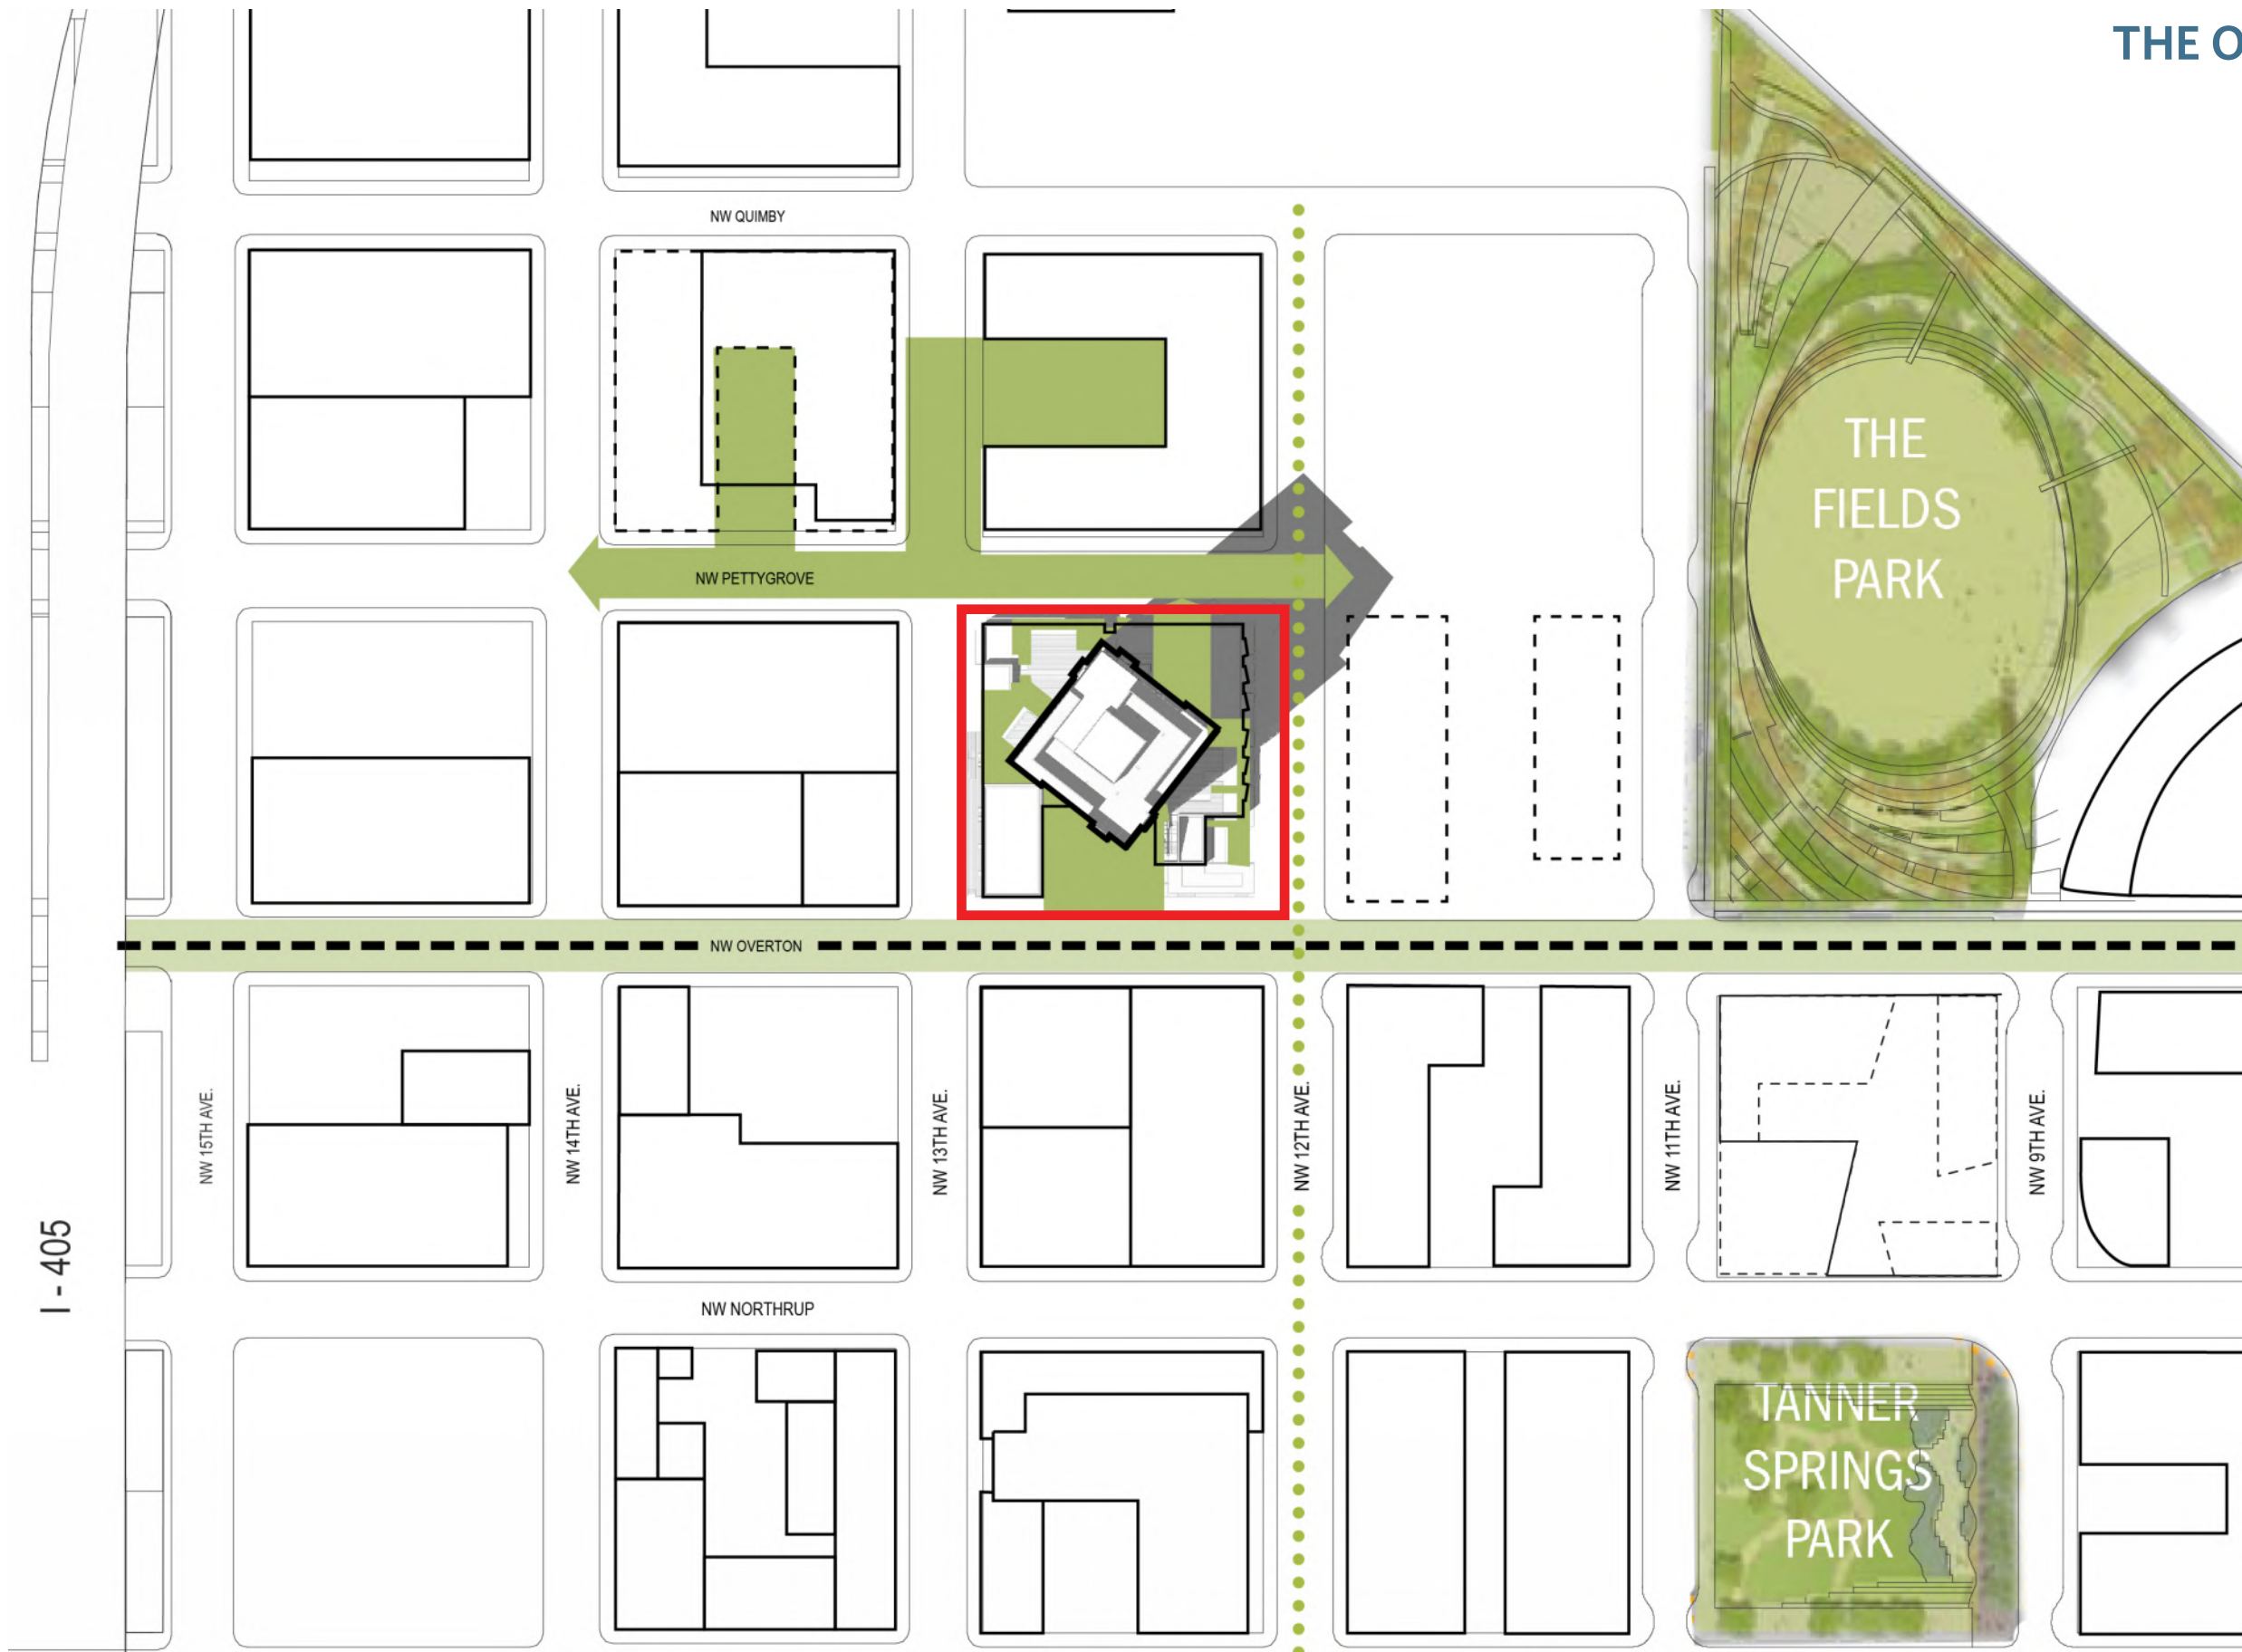 THE O
NW QUIMBY
THE
FIELDS
PARK
NW PETTYGROVE
NW OVERTON
NW 15TH AVE.
NW 14TH AVE.
NW 13TH AVE.
NW 12TH AVE.
NW 11TH AVE.
NW 9TH AVE.
I - 405
NW NORTHRUP
TANNER
SPRINGS
PARK